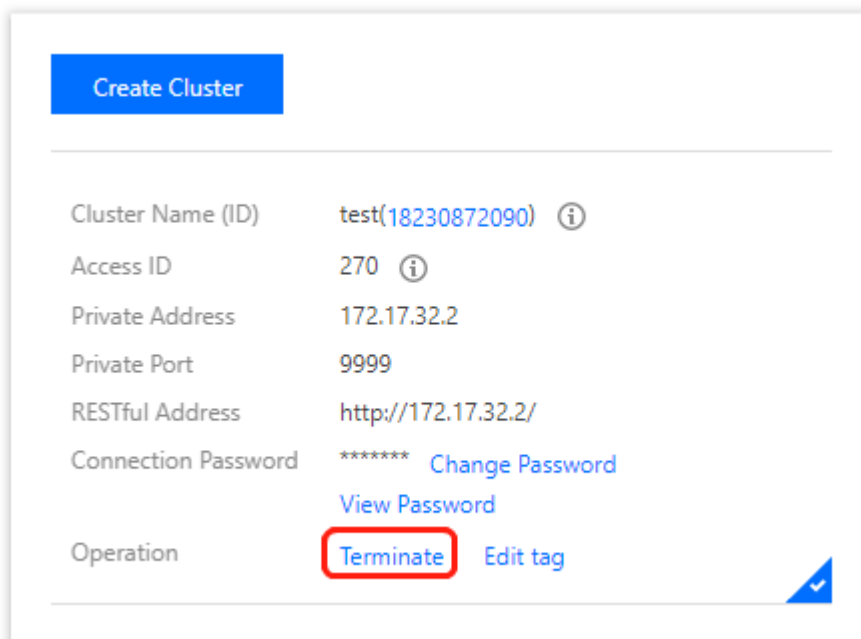 Create Cluster
Cluster Name (ID) test(18230872090)
Access ID 270
Private Address 172.17.32.2
Private Port 9999
RESTful Address http://172.17.32.2/
Connection Password ******* Change Password
View Password
Operation Terminate Edit tag